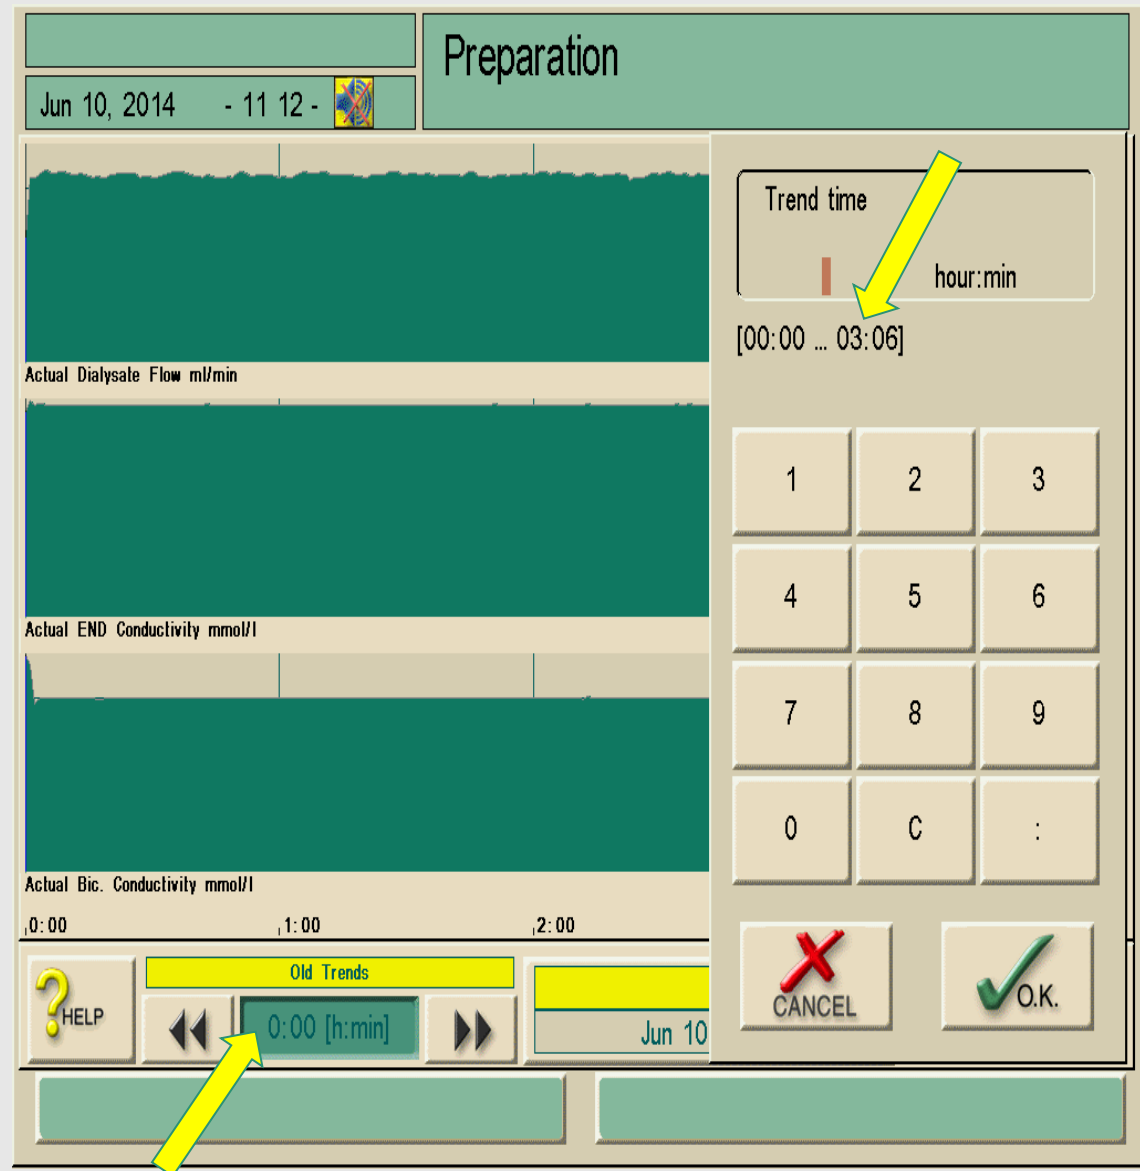 Preparation
Jun 10, 2014 - 11 12 -
Trend time
hour:min
[00:00 ... 03:06]
Actual Dialysate Flow ml/min
1 2 3
4 5 6
Actual END Conductivity mmol/l
7 8 9
0 C :
Actual Bic. Conductivity mmol/l
0:00 1:00 2:00
HELP
Old Trends
0:00 [h:min]
Jun 10
CANCEL
O.K.